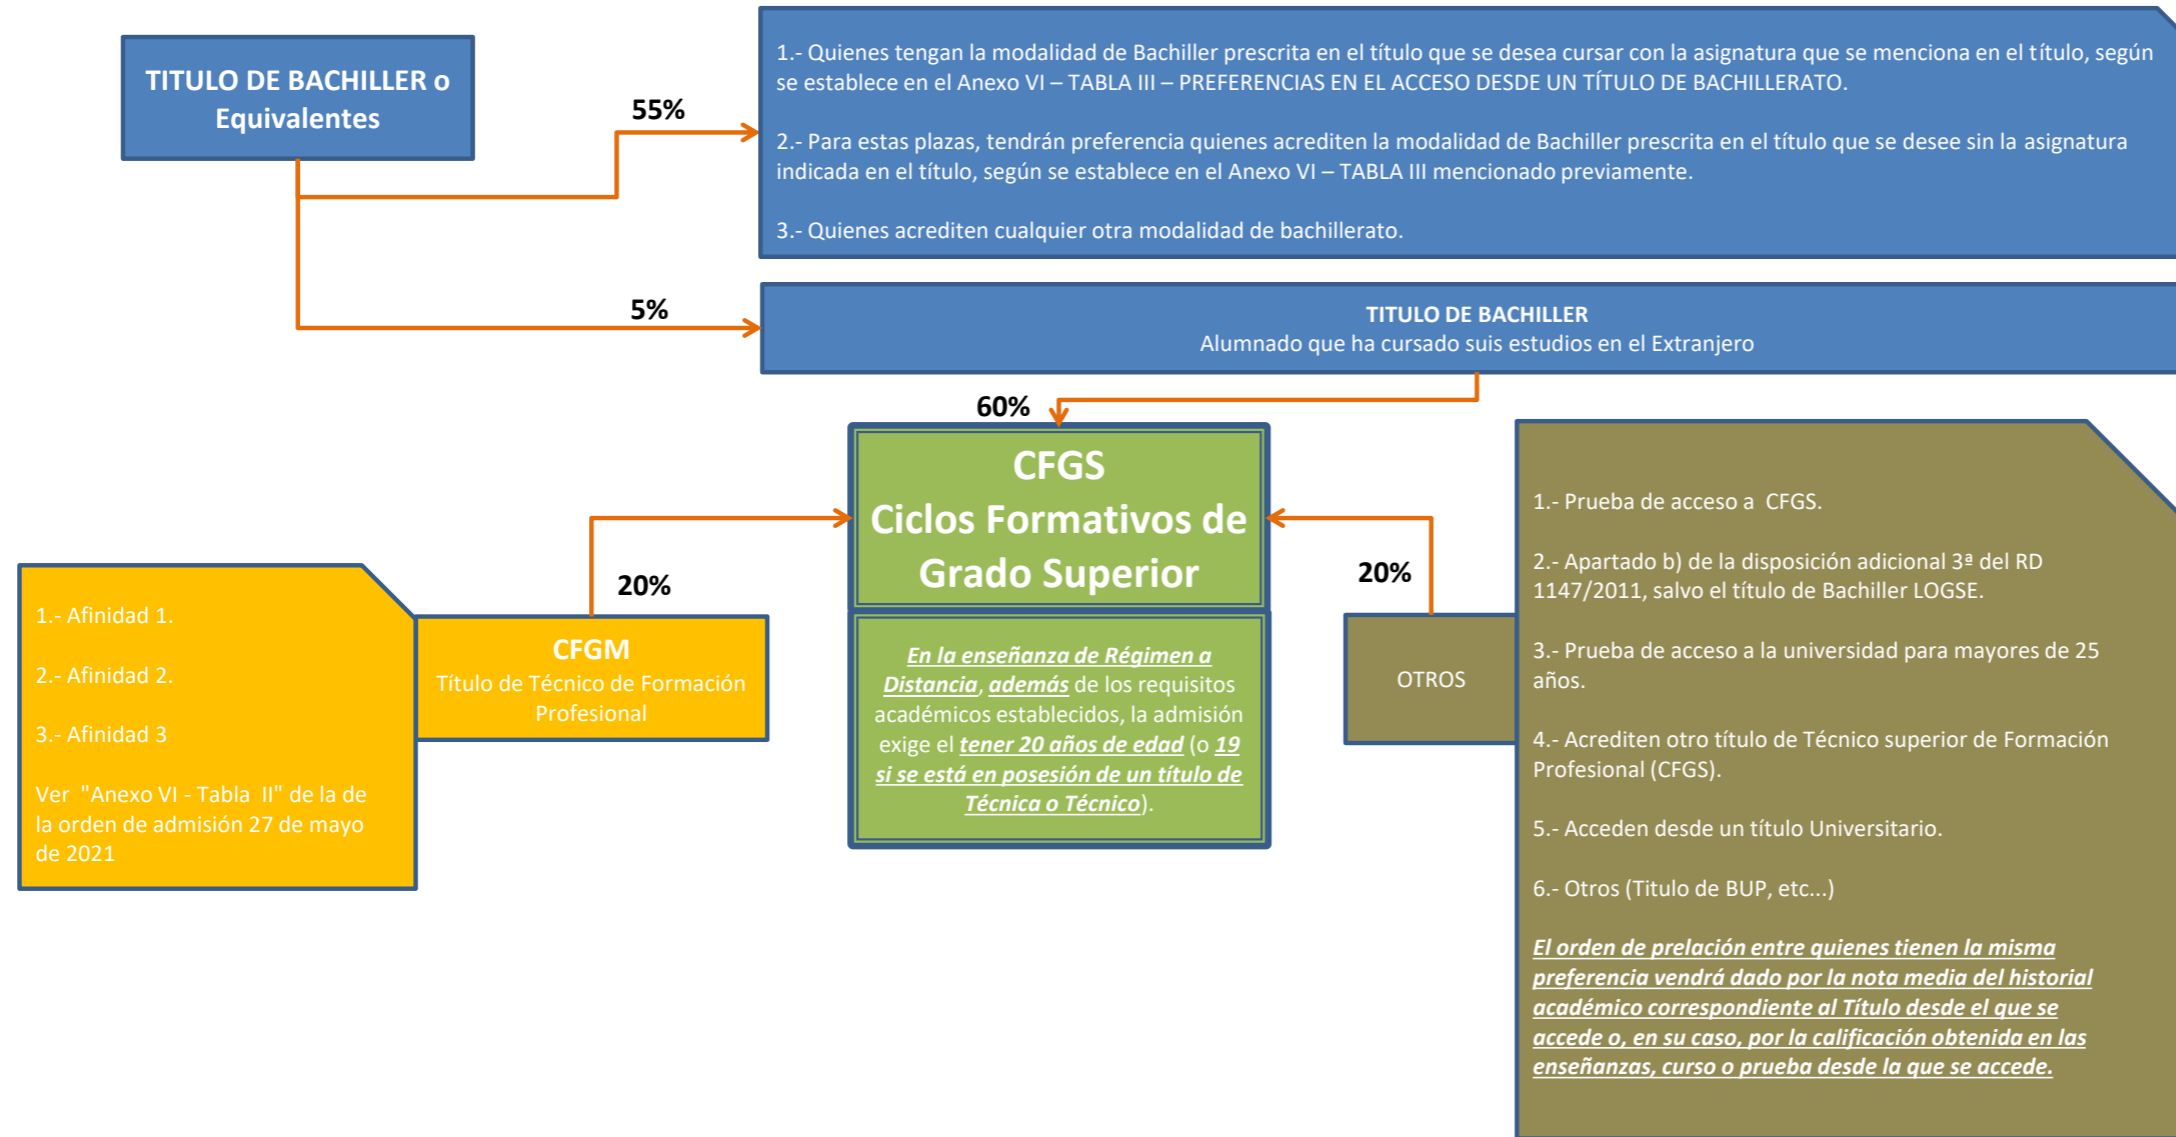 TITULO DE BACHILLER o
Equivalentes
55%
1.- Quienes tengan la modalidad de Bachiller prescrita en el título que se desea cursar con la asignatura que se menciona en el título, según
se establece en el Anexo VI – TABLA III – PREFERENCIAS EN EL ACCESO DESDE UN TÍTULO DE BACHILLERATO.
2.- Para estas plazas, tendrán preferencia quienes acrediten la modalidad de Bachiller prescrita en el título que se desee sin la asignatura
indicada en el título, según se establece en el Anexo VI – TABLA III mencionado previamente.
3.- Quienes acrediten cualquier otra modalidad de bachillerato.
5%
TITULO DE BACHILLER
Alumnado que ha cursado suis estudios en el Extranjero
60%
CFGS
Ciclos Formativos de
Grado Superior
En la enseñanza de Régimen a
Distancia, además de los requisitos
académicos establecidos, la admisión
exige el tener 20 años de edad (o 19
si se está en posesión de un título de
Técnica o Técnico).
20%
1.- Afinidad 1.
2.- Afinidad 2.
3.- Afinidad 3
Ver "Anexo VI - Tabla II" de la de
la orden de admisión 27 de mayo
de 2021
CFGM
Título de Técnico de Formación
Profesional
20%
OTROS
1.- Prueba de acceso a CFGS.
2.- Apartado b) de la disposición adicional 3ª del RD
1147/2011, salvo el título de Bachiller LOGSE.
3.- Prueba de acceso a la universidad para mayores de 25
años.
4.- Acrediten otro título de Técnico superior de Formación
Profesional (CFGS).
5.- Acceden desde un título Universitario.
6.- Otros (Titulo de BUP, etc...)
El orden de prelación entre quienes tienen la misma
preferencia vendrá dado por la nota media del historial
académico correspondiente al Título desde el que se
accede o, en su caso, por la calificación obtenida en las
enseñanzas, curso o prueba desde la que se accede.